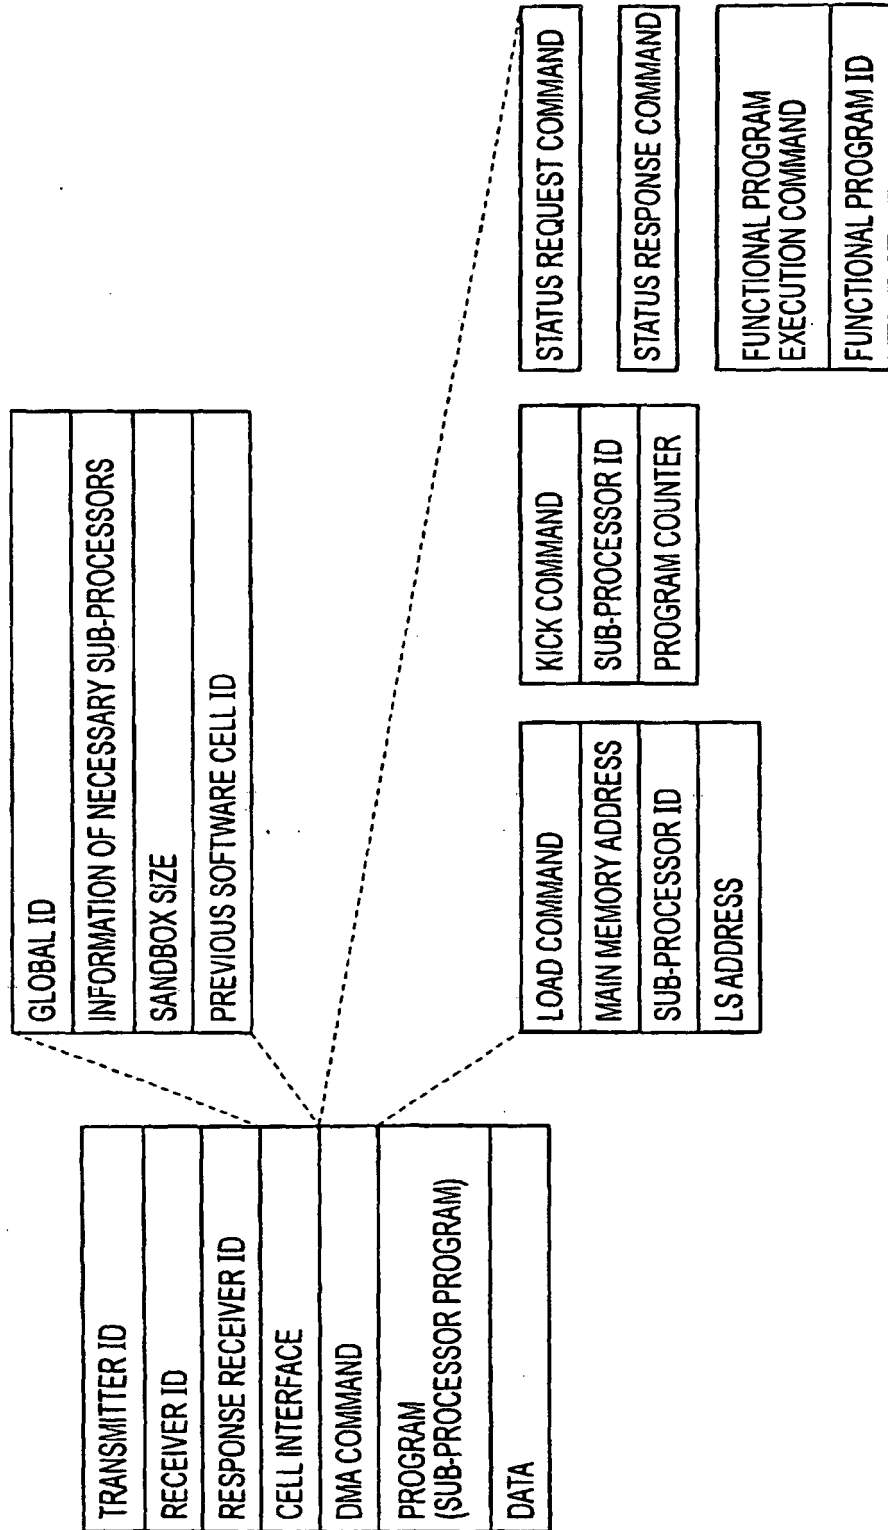 TRANSMITTER ID
RECEIVER ID
RESPONSE RECEIVER ID
CELL INTERFACE
DMA COMMAND
PROGRAM
(SUB-PROCESSOR PROGRAM)
DATA
GLOBAL ID
INFORMATION OF NECESSARY SUB-PROCESSORS
SANDBOX SIZE
PREVIOUS SOFTWARE CELL ID
LOAD COMMAND
MAIN MEMORY ADDRESS
SUB-PROCESSOR ID
LS ADDRESS
KICK COMMAND
SUB-PROCESSOR ID
PROGRAM COUNTER
STATUS REQUEST COMMAND
STATUS RESPONSE COMMAND
FUNCTIONAL PROGRAM
EXECUTION COMMAND
FUNCTIONAL PROGRAM ID